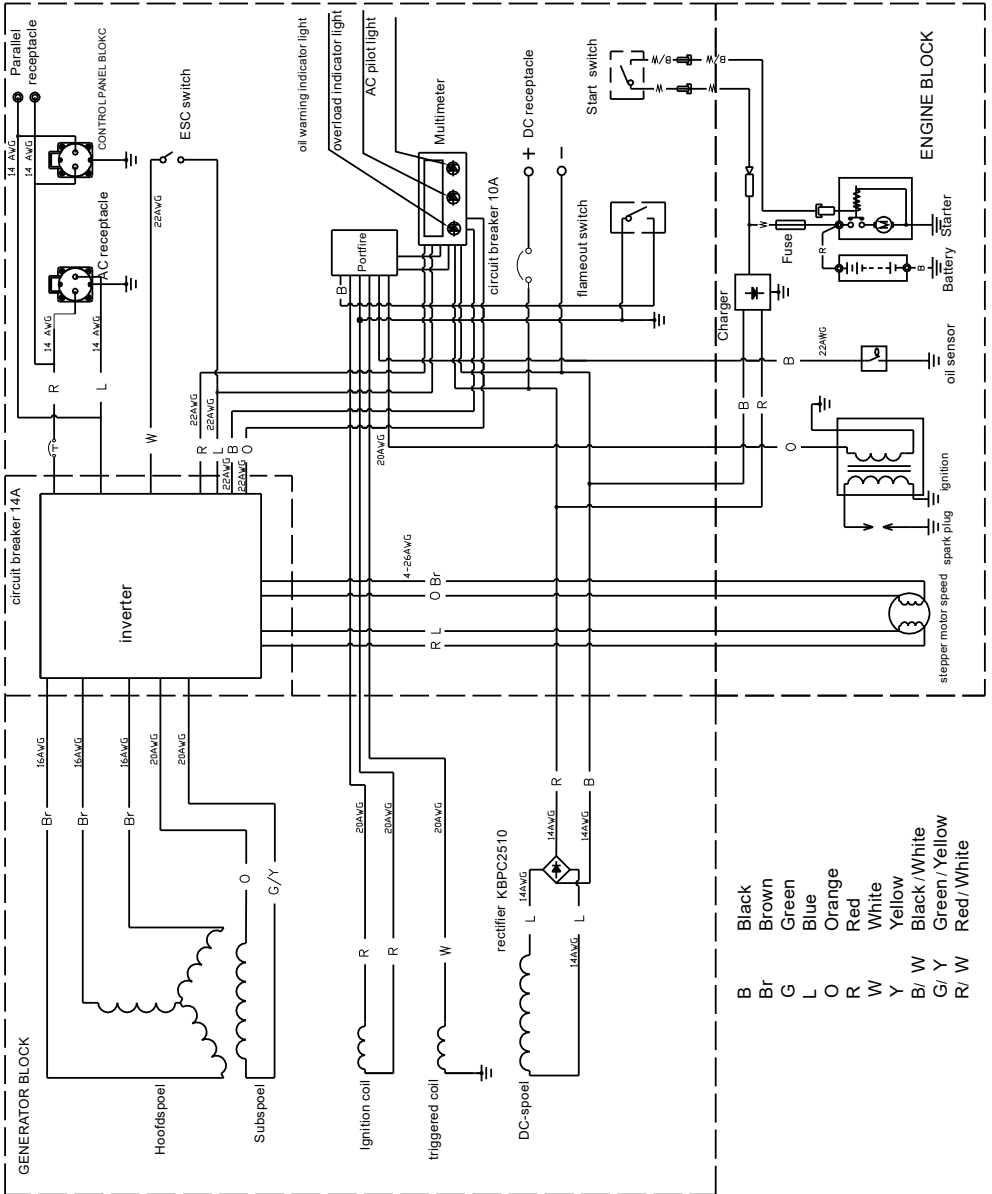 Parallel
receptacle
14 AWG
14 AWG
CONTROL PANEL BLOKC
AC receptacle
14 AWG
14 AWG
R
L
ESC switch
22AWG
W
oil warning indicator light
overload indicator light
AC pilot light
Multimeter
Portfire
B
circuit breaker 10A
DC receptacle
+
−
flameout switch
Start switch
B/W
B/W
W
W
ENGINE BLOCK
W
Fuse
R
M
Starter
B
Battery
Charger
22AWG
B
oil sensor
B
R
O
ignition
spark plug
stepper motor speed
22AWG
22AWG
22AWG
22AWG
R
L
B
O
20AWG
circuit breaker 14A
inverter
4-26AWG
Br
O
L
R
16AWG
16AWG
16AWG
20AWG
20AWG
Br
Br
Br
O
G/Y
GENERATOR BLOCK
Hoofdspoel
Subspoel
20AWG
20AWG
20AWG
R
R
W
Ignition coil
triggered coil
rectifier KBPC2510
14AWG
14AWG
R
B
14AWG
L
14AWG
L
DC-spoel
B Black
Br Brown
G Green
L Blue
O Orange
R Red
W White
Y Yellow
B/ W Black/White
G/ Y Green/Yellow
R/ W Red/White